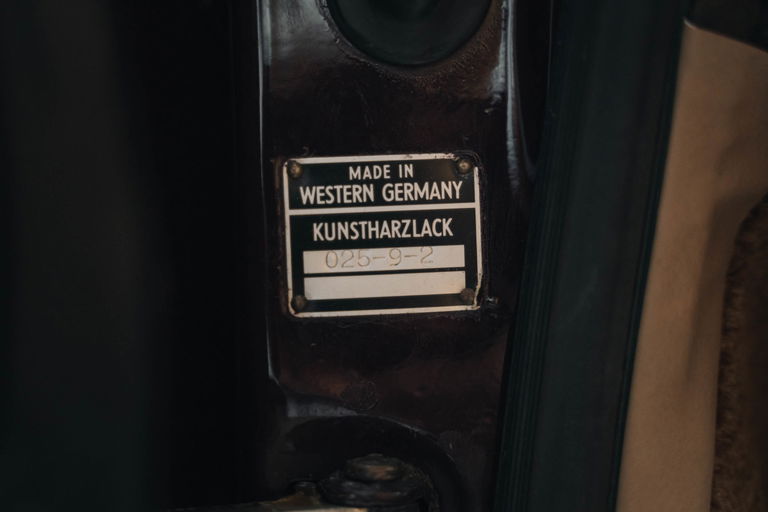 MADE IN
WESTERN GERMANY
KUNSTHARZLACK
025-9-2